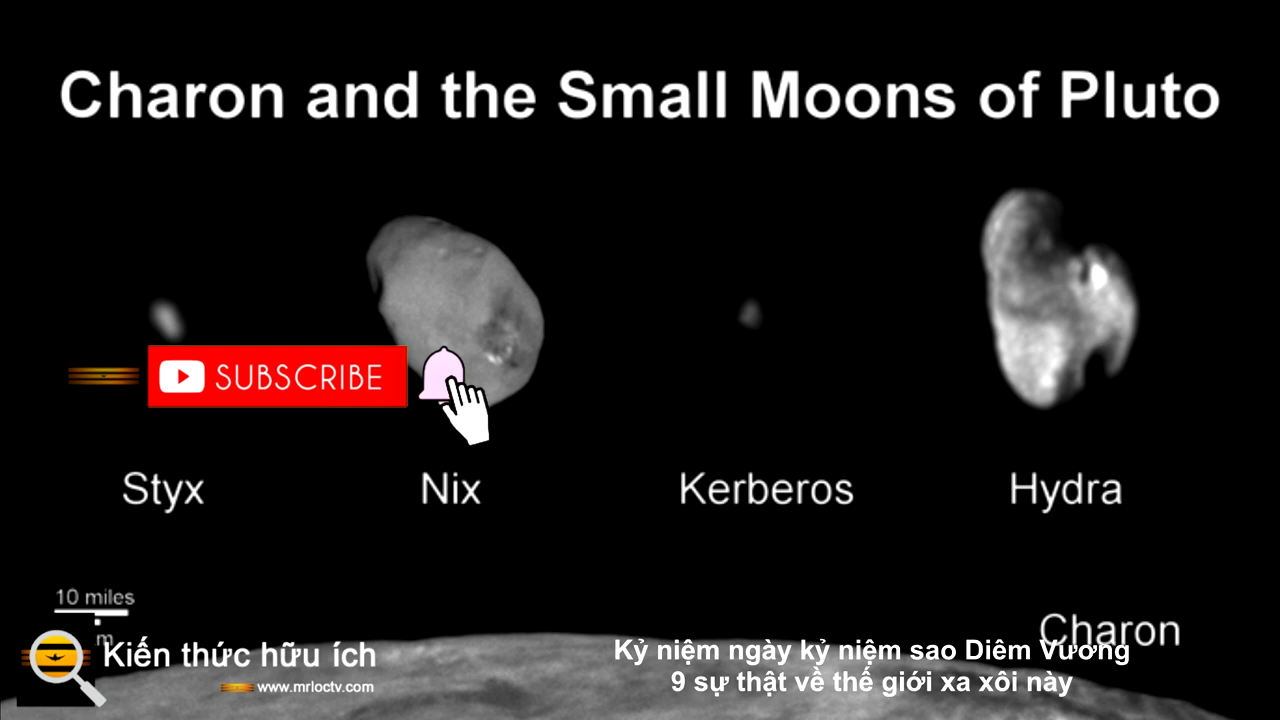 Charon and the Small Moons of Pluto
SUBSCRIBE
Styx
Nix
Kerberos
Hydra
10 miles
m
Charon
Kiến thức hữu ích
www.mrloctv.com
Kỷ niệm ngày kỷ niệm sao Diêm Vương
9 sự thật về thế giới xa xôi này